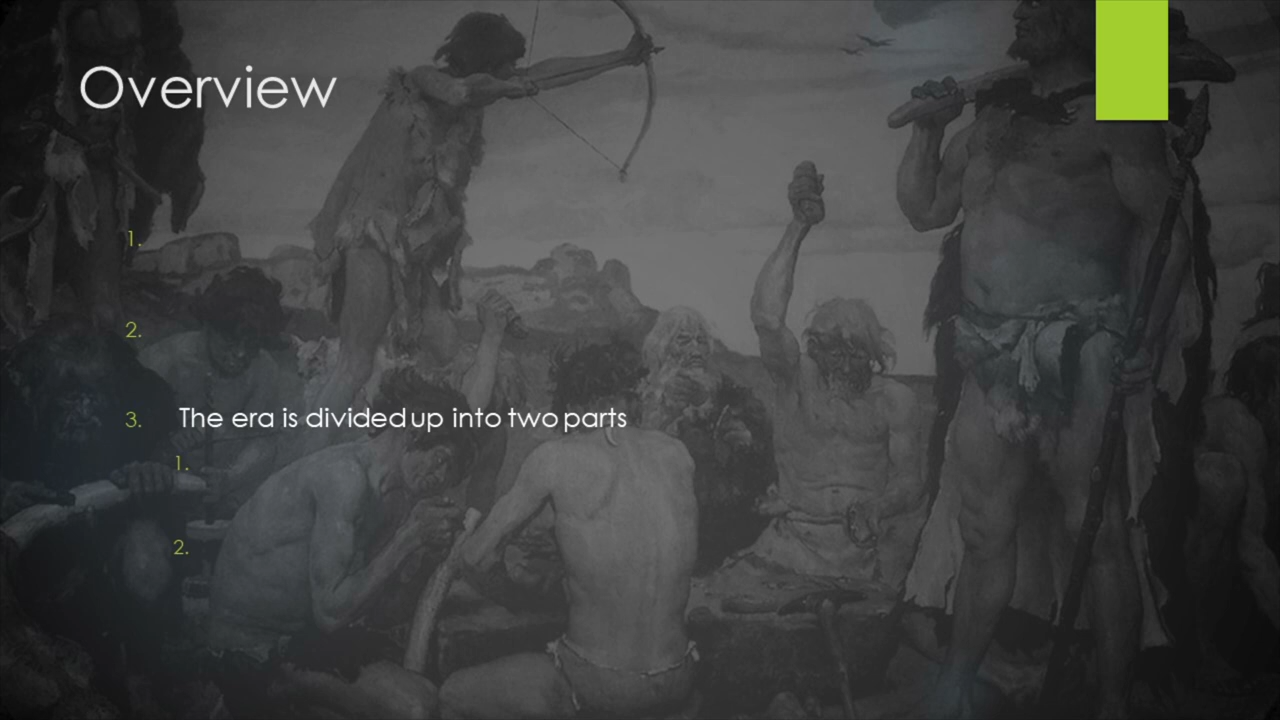 Overview
1.
2.
3. The era is divided up into two parts
1.
2.